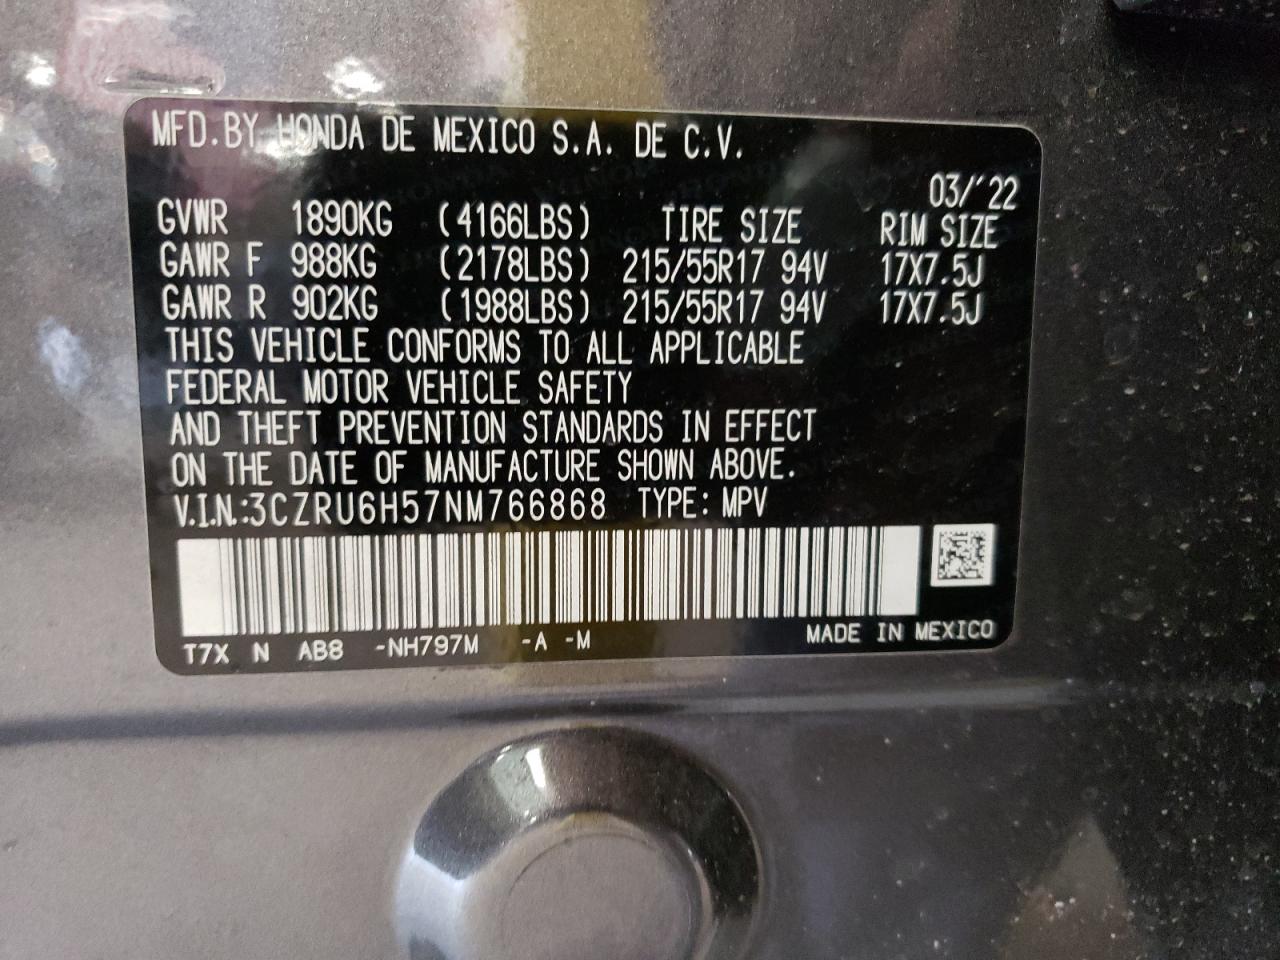 MFD.BY HONDA DE MEXICO S.A. DE C.V.
03/'22
GVWR 1890KG (4166LBS) TIRE SIZE RIM SIZE
GAWR F 988KG (2178LBS) 215/55R17 94V 17X7.5J
GAWR R 902KG (1988LBS) 215/55R17 94V 17X7.5J
THIS VEHICLE CONFORMS TO ALL APPLICABLE
FEDERAL MOTOR VEHICLE SAFETY
AND THEFT PREVENTION STANDARDS IN EFFECT
ON THE DATE OF MANUFACTURE SHOWN ABOVE.
V.I.N.:3CZRU6H57NM766868 TYPE: MPV
T7X N AB8 -NH797M -A -M MADE IN MEXICO